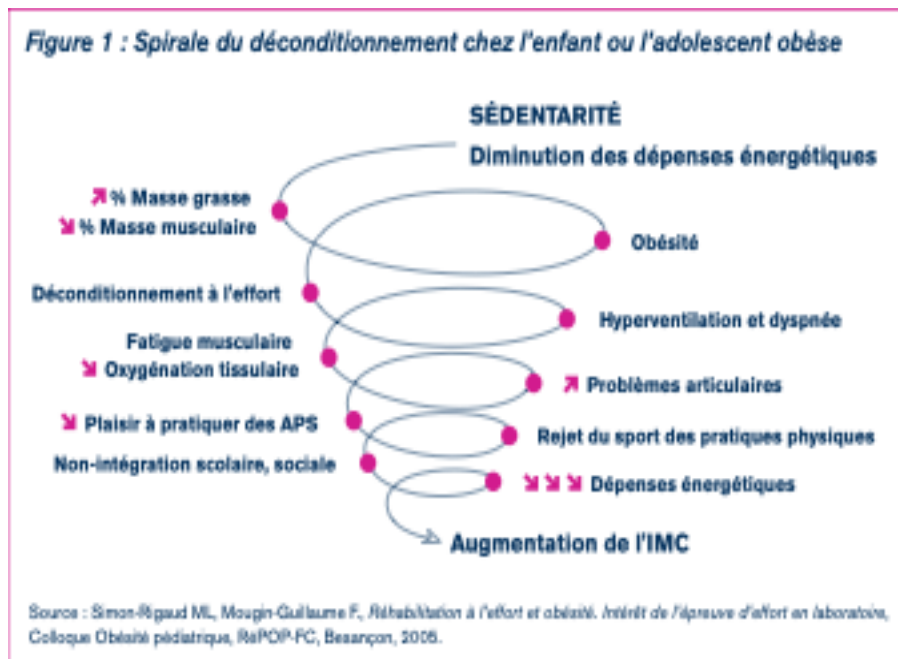 Figure 1 : Spirale du déconditionnement chez l'enfant ou l'adolescent obèse
SÉDENTARITÉ
Diminution des dépenses énergétiques
↗ % Masse grasse
↘ % Masse musculaire
Obésité
Déconditionnement à l'effort
Hyperventilation et dyspnée
Fatigue musculaire
↘ Oxygénation tissulaire
↗ Problèmes articulaires
↘ Plaisir à pratiquer des APS
Rejet du sport des pratiques physiques
Non-intégration scolaire, sociale
↘ ↘ ↘ Dépenses énergétiques
Augmentation de l'IMC
Source : Simon-Rigaud ML, Mougin-Guillaume F., Réhabilitation à l'effort et obésité. Intérêt de l'épreuve d'effort en laboratoire,
Colloque Obésité pédiatrique, RéPOP-FC, Besançon, 2005.